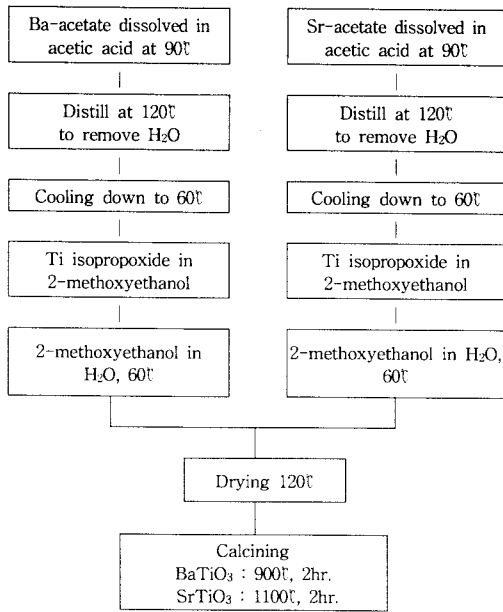 Ba-acetate dissolved in
acetic acid at 90℃
Distill at 120℃
to remove H₂O
Cooling down to 60℃
Ti isopropoxide in
2-methoxyethanol
2-methoxyethanol in
H₂O, 60℃
Sr-acetate dissolved in
acetic acid at 90℃
Distill at 120℃
to remove H₂O
Cooling down to 60℃
Ti isopropoxide in
2-methoxyethanol
2-methoxyethanol in H₂O,
60℃
Drying 120℃
Calcining
BaTiO₃ : 900℃, 2hr.
SrTiO₃ : 1100℃, 2hr.